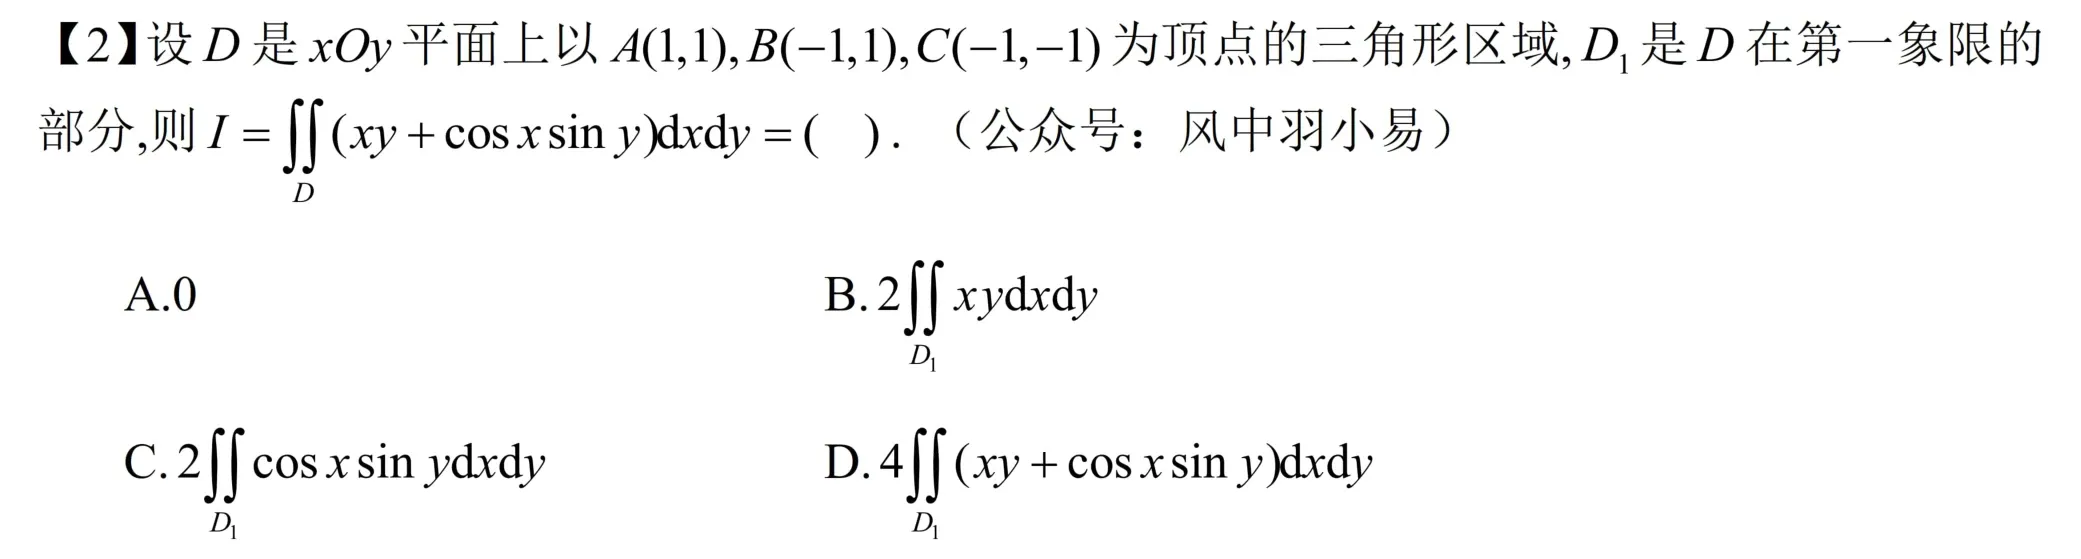 【2】设 D 是 xOy 平面上以 A(1,1), B(−1,1), C(−1,−1) 为顶点的三角形区域, D₁ 是 D 在第一象限的
部分,则 I = ∬_D (xy + cos x sin y)dxdy = (   ). （公众号：风中羽小易）
A.0
B. 2∬_{D₁} xydxdy
C. 2∬_{D₁} cos x sin ydxdy
D. 4∬_{D₁} (xy + cos x sin y)dxdy